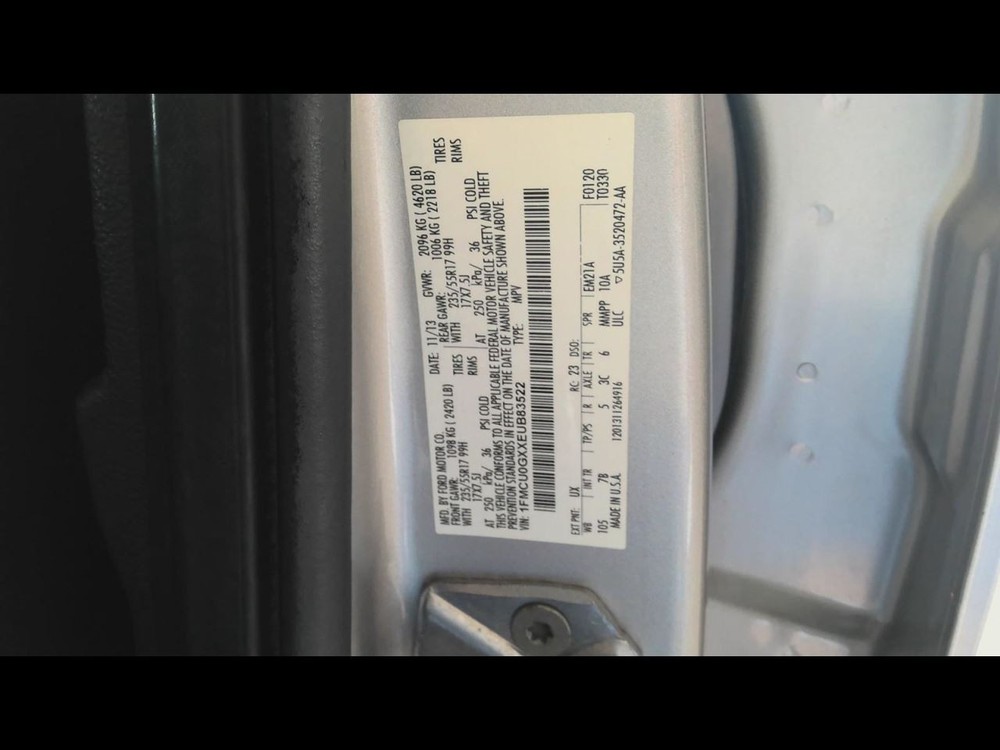 MFD. BY FORD MOTOR CO. DATE: 11/13 GVWR: 2096 KG ( 4620 LB)
FRONT GAWR: 1098 KG ( 2420 LB) REAR GAWR: 1006 KG ( 2218 LB)
WITH 235/55R17 99H TIRES WITH 235/55R17 99H TIRES
17X7.5J RIMS 17X7.5J RIMS
AT 250 kPa/ 36 PSI COLD AT 250 kPa/ 36 PSI COLD
THIS VEHICLE CONFORMS TO ALL APPLICABLE FEDERAL MOTOR VEHICLE SAFETY AND THEFT
PREVENTION STANDARDS IN EFFECT ON THE DATE OF MANUFACTURE SHOWN ABOVE.
VIN: 1FMCU0GXXEUB83522 TYPE: MPV
EXT PNT: UX RC: 23 DSO: F0120
WB INT TR TP/PS R AXLE TR SPR EM21A T0330
105 7B 5 3C 6 MMPP 10A
MADE IN U.S.A. 1201311264916 ULC ▽5U5A-3520472-AA